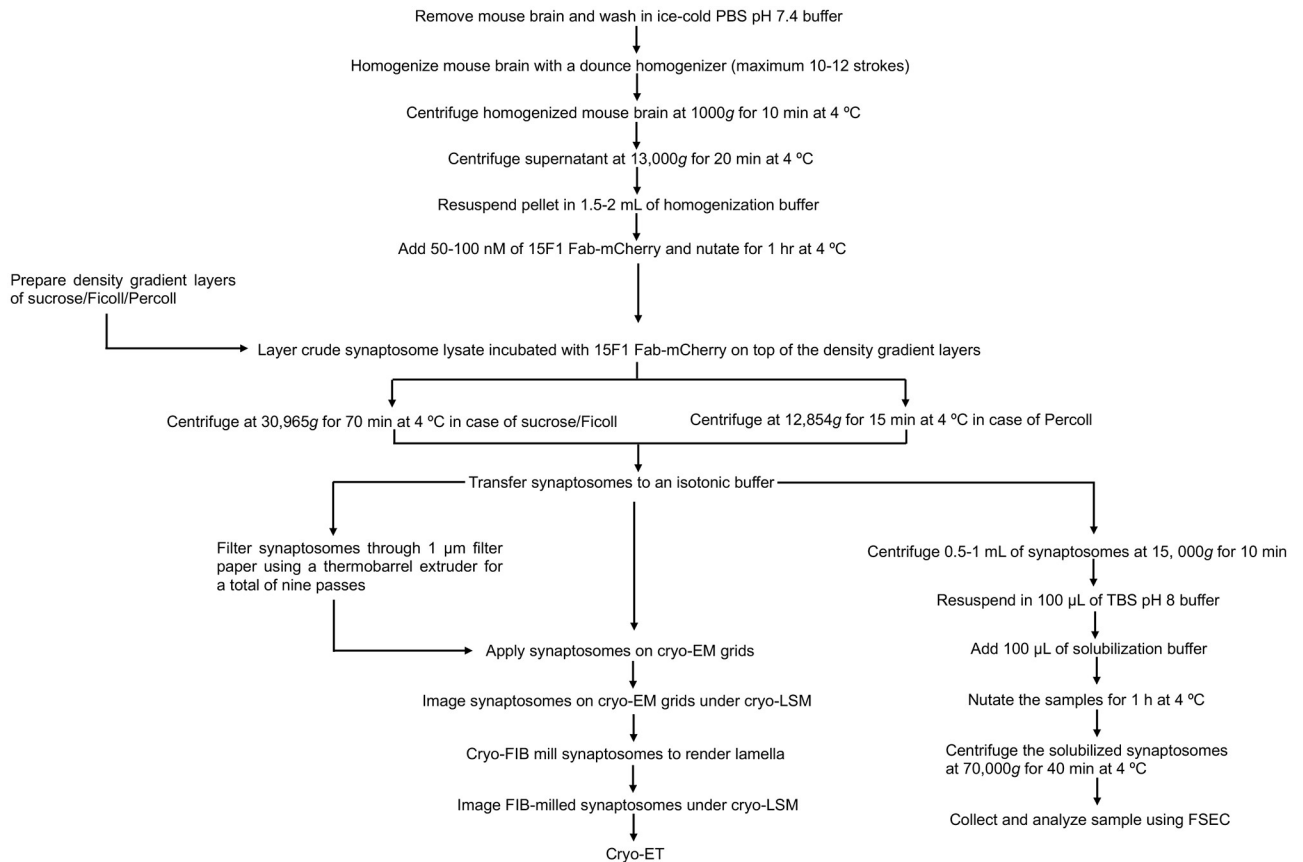 Remove mouse brain and wash in ice-cold PBS pH 7.4 buffer
Homogenize mouse brain with a dounce homogenizer (maximum 10-12 strokes)
Centrifuge homogenized mouse brain at 1000g for 10 min at 4 ºC
Centrifuge supernatant at 13,000g for 20 min at 4 ºC
Resuspend pellet in 1.5-2 mL of homogenization buffer
Add 50-100 nM of 15F1 Fab-mCherry and nutate for 1 hr at 4 ºC
Prepare density gradient layers
of sucrose/Ficoll/Percoll
Layer crude synaptosome lysate incubated with 15F1 Fab-mCherry on top of the density gradient layers
Centrifuge at 30,965g for 70 min at 4 ºC in case of sucrose/Ficoll
Centrifuge at 12,854g for 15 min at 4 ºC in case of Percoll
Transfer synaptosomes to an isotonic buffer
Filter synaptosomes through 1 µm filter
paper using a thermobarrel extruder for
a total of nine passes
Apply synaptosomes on cryo-EM grids
Image synaptosomes on cryo-EM grids under cryo-LSM
Cryo-FIB mill synaptosomes to render lamella
Image FIB-milled synaptosomes under cryo-LSM
Cryo-ET
Centrifuge 0.5-1 mL of synaptosomes at 15, 000g for 10 min
Resuspend in 100 µL of TBS pH 8 buffer
Add 100 µL of solubilization buffer
Nutate the samples for 1 h at 4 ºC
Centrifuge the solubilized synaptosomes
at 70,000g for 40 min at 4 ºC
Collect and analyze sample using FSEC